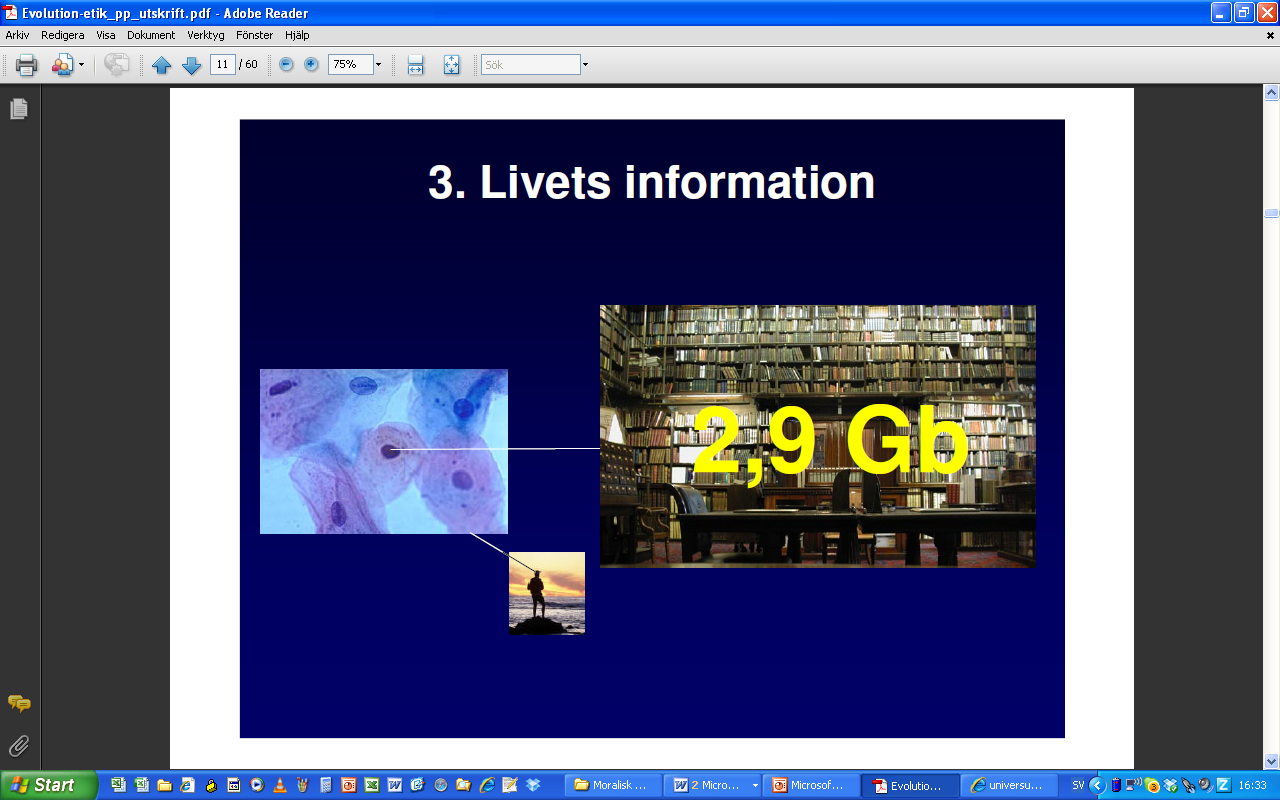 Evolution-etik_pp_utskrift.pdf - Adobe Reader
Arkiv Redigera Visa Dokument Verktyg Fönster Hjälp
11 / 60 75% Sök
3. Livets information
2,9 Gb
Start Moralisk ... 2 Micro... Microsof... Evolutio... universu... SV 16:33